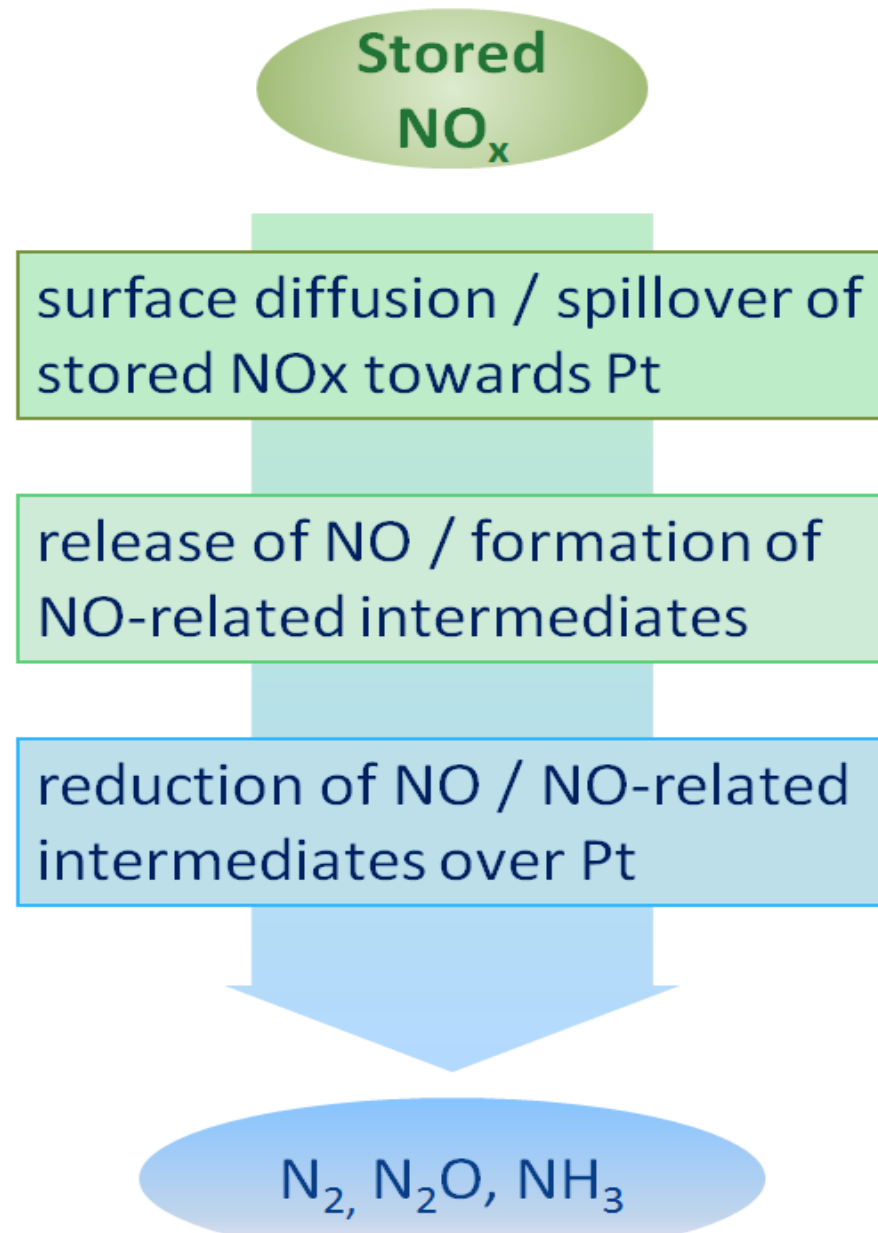 Stored
NOₓ
surface diffusion / spillover of
stored NOx towards Pt
release of NO / formation of
NO-related intermediates
reduction of NO / NO-related
intermediates over Pt
N₂, N₂O, NH₃